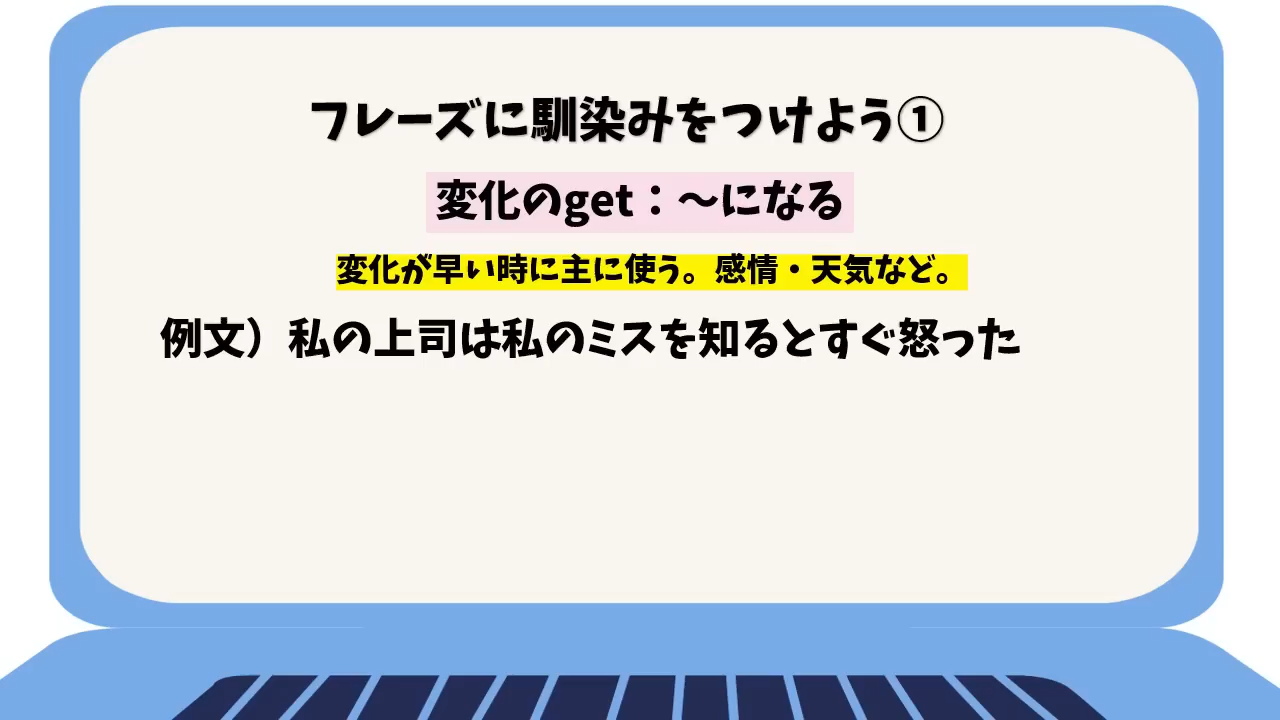 フレーズに馴染みをつけよう①
変化のget：～になる
変化が早い時に主に使う。感情・天気など。
例文）私の上司は私のミスを知るとすぐ怒った